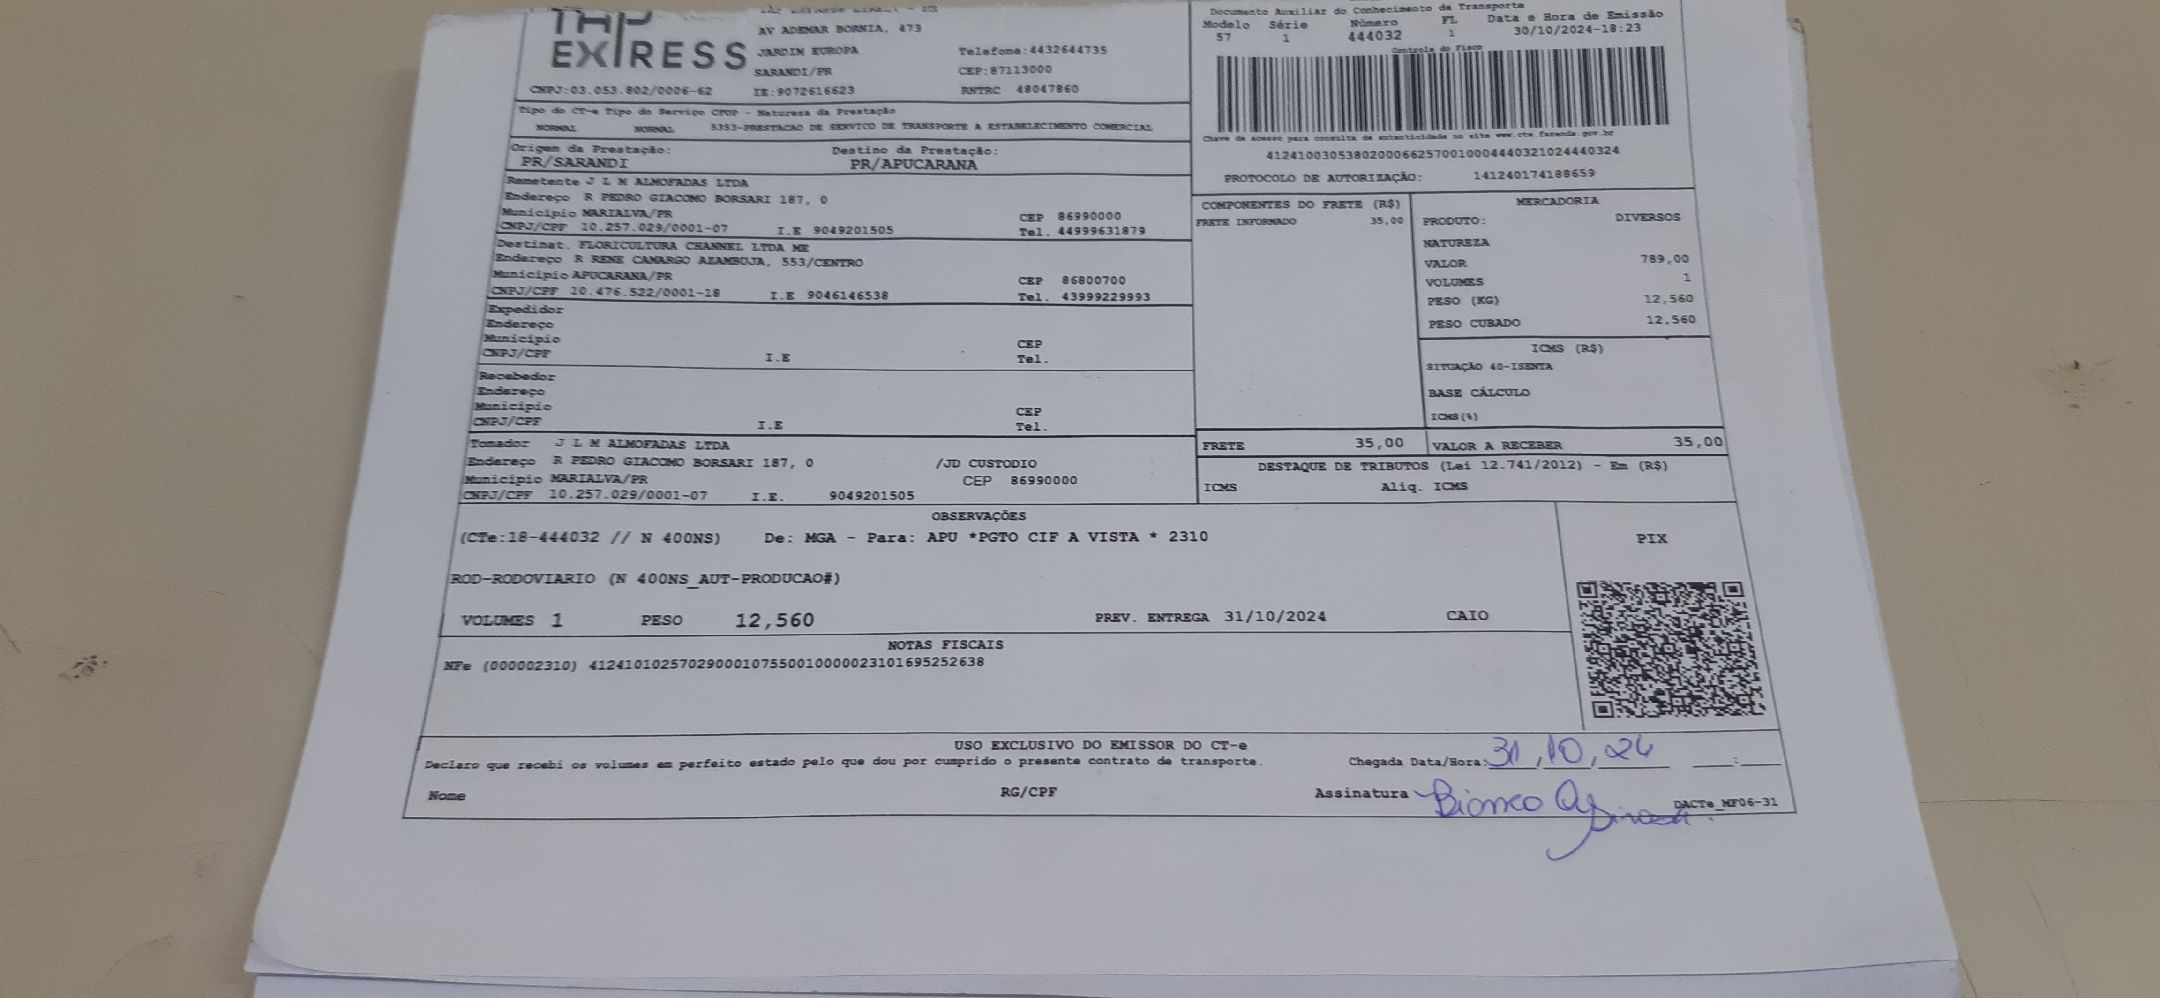 EXPRESS
AV ADEMAR BORNIA, 473
JARDIM EUROPA Telefone:4432644735
SARANDI/PR CEP:87113000
CNPJ:03.053.802/0006-62 IE:9072616623 RNTRC 48047860
Documento Auxiliar do Conhecimento de Transporte
Modelo Série Número FL Data e Hora de Emissão
57 1 444032 1 30/10/2024-18:23
Controle do Fisco
Chave de acesso para consulta de autenticidade no site www.cte.fazenda.gov.br
41241003053802000662570010004440321024440324
PROTOCOLO DE AUTORIZAÇÃO: 141240174188659
Tipo do CT-e Tipo do Serviço CFOP - Natureza da Prestação
NORMAL NORMAL 5353-PRESTACAO DE SERVICO DE TRANSPORTE A ESTABELECIMENTO COMERCIAL
Origem da Prestação: Destino da Prestação:
PR/SARANDI PR/APUCARANA
Remetente J L M ALMOFADAS LTDA
Endereço R PEDRO GIACOMO BORSARI 187, 0
Município MARIALVA/PR CEP 86990000
CNPJ/CPF 10.257.029/0001-07 I.E 9049201505 Tel. 44999631879
Destinat. FLORICULTURA CHANNEL LTDA ME
Endereço R RENE CAMARGO AZAMBUJA, 553/CENTRO
Município APUCARANA/PR CEP 86800700
CNPJ/CPF 10.476.522/0001-18 I.E 9046146538 Tel. 43999229993
Expedidor
Endereço
Município CEP
CNPJ/CPF I.E Tel.
Recebedor
Endereço
Município CEP
CNPJ/CPF I.E Tel.
Tomador J L M ALMOFADAS LTDA
Endereço R PEDRO GIACOMO BORSARI 187, 0 /JD CUSTODIO
Município MARIALVA/PR CEP 86990000
CNPJ/CPF 10.257.029/0001-07 I.E. 9049201505
COMPONENTES DO FRETE (R$)
FRETE INFORMADO 35,00
MERCADORIA
PRODUTO: DIVERSOS
NATUREZA
VALOR 789,00
VOLUMES 1
PESO (KG) 12,560
PESO CUBADO 12,560
ICMS (R$)
SITUAÇÃO 40-ISENTA
BASE CÁLCULO
ICMS(%)
FRETE 35,00 VALOR A RECEBER 35,00
DESTAQUE DE TRIBUTOS (Lei 12.741/2012) - Em (R$)
ICMS Aliq. ICMS
OBSERVAÇÕES
(CTe:18-444032 // N 400NS) De: MGA - Para: APU *PGTO CIF A VISTA * 2310
ROD-RODOVIARIO (N 400NS_AUT-PRODUCAO#)
VOLUMES 1 PESO 12,560 PREV. ENTREGA 31/10/2024 CAIO
PIX
NOTAS FISCAIS
NFe (000002310) 41241010257029000107550010000023101695252638
USO EXCLUSIVO DO EMISSOR DO CT-e
Declaro que recebi os volumes em perfeito estado pelo que dou por cumprido o presente contrato de transporte. Chegada Data/Hora: 31,10,24 __:__
Nome RG/CPF Assinatura
DACTe_MF06-31